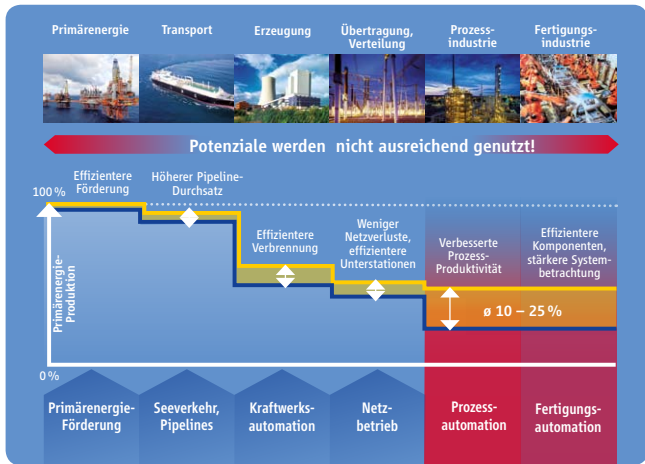 Primärenergie
Transport
Erzeugung
Übertragung,
Verteilung
Prozess-
industrie
Fertigungs-
industrie
Potenziale werden nicht ausreichend genutzt!
100 %
Effizientere
Förderung
Höherer Pipeline-
Durchsatz
Effizientere
Verbrennung
Weniger
Netzverluste,
effizientere
Unterstationen
Verbesserte
Prozess-
Produktivität
Effizientere
Komponenten,
stärkere System-
betrachtung
Primärenergie-
Produktion
ø 10 – 25 %
0 %
Primärenergie-
Förderung
Seeverkehr,
Pipelines
Kraftwerks-
automation
Netz-
betrieb
Prozess-
automation
Fertigungs-
automation